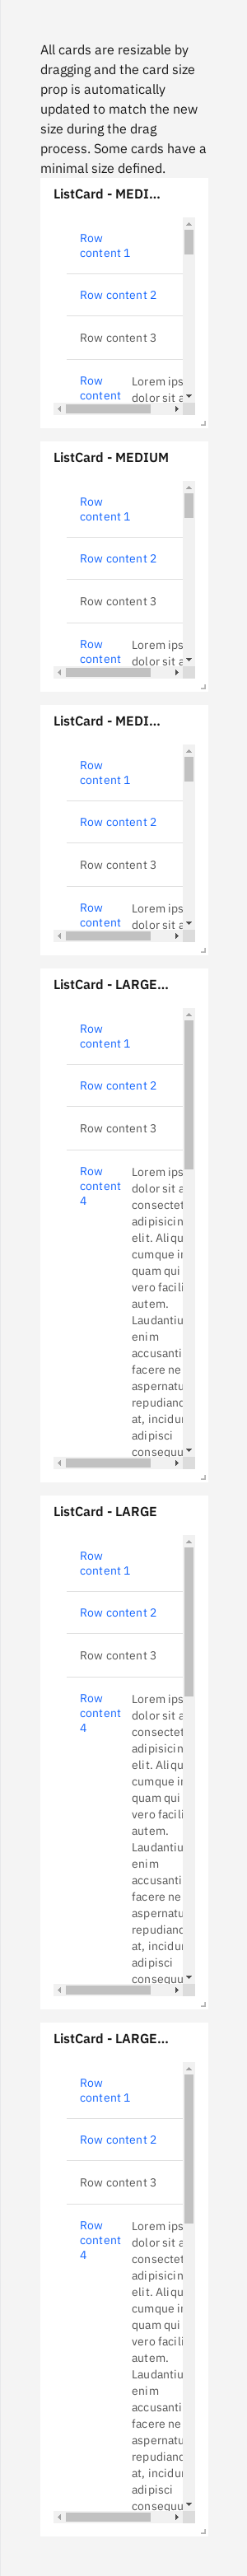 All cards are resizable by
dragging and the card size
prop is automatically
updated to match the new
size during the drag
process. Some cards have a
minimal size defined.
ListCard - MEDI...
Row
content 1
Row content 2
Row content 3
Row
content
Lorem ips
dolor sit a
ListCard - MEDIUM
Row
content 1
Row content 2
Row content 3
Row
content
Lorem ips
dolor sit a
ListCard - MEDI...
Row
content 1
Row content 2
Row content 3
Row
content
Lorem ips
dolor sit a
ListCard - LARGE...
Row
content 1
Row content 2
Row content 3
Row
content
4
Lorem ips
dolor sit a
consectet
adipisicin
elit. Aliqu
cumque in
quam qui
vero facili
autem.
Laudantiu
enim
accusanti
facere ne
aspernatu
repudiand
at, incidun
adipisci
consequu
ListCard - LARGE
Row
content 1
Row content 2
Row content 3
Row
content
4
Lorem ips
dolor sit a
consectet
adipisicin
elit. Aliqu
cumque in
quam qui
vero facili
autem.
Laudantiu
enim
accusanti
facere ne
aspernatu
repudiand
at, incidun
adipisci
consequu
ListCard - LARGE...
Row
content 1
Row content 2
Row content 3
Row
content
4
Lorem ips
dolor sit a
consectet
adipisicin
elit. Aliqu
cumque in
quam qui
vero facili
autem.
Laudantiu
enim
accusanti
facere ne
aspernatu
repudiand
at, incidun
adipisci
consequu